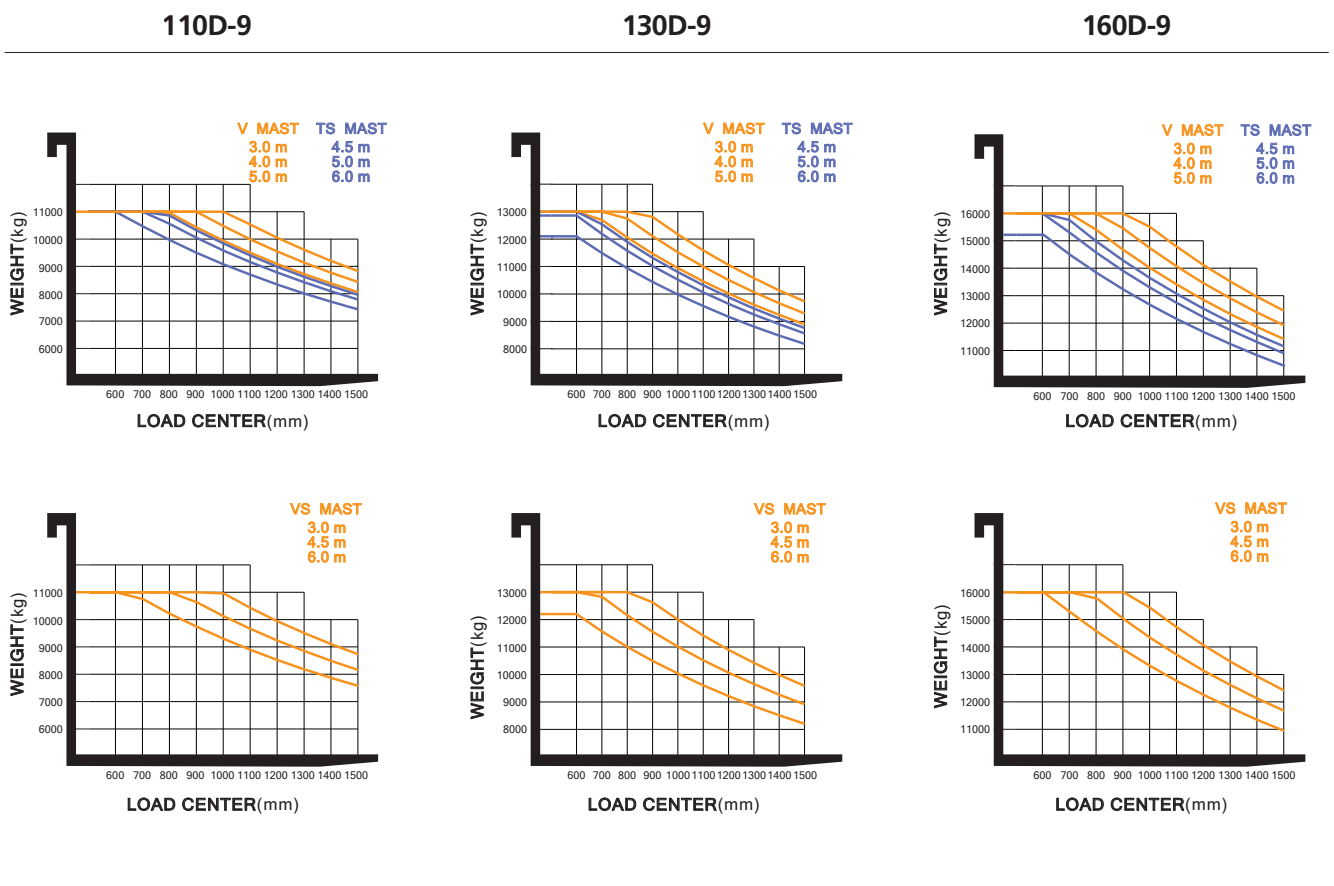 110D-9 130D-9 160D-9
V MAST TS MAST
3.0 m 4.5 m
4.0 m 5.0 m
5.0 m 6.0 m
WEIGHT(kg)
11000
10000
9000
8000
7000
6000
600 700 800 900 1000 1100 1200 1300 1400 1500
LOAD CENTER(mm)
V MAST TS MAST
3.0 m 4.5 m
4.0 m 5.0 m
5.0 m 6.0 m
WEIGHT(kg)
13000
12000
11000
10000
9000
8000
600 700 800 900 1000 1100 1200 1300 1400 1500
LOAD CENTER(mm)
V MAST TS MAST
3.0 m 4.5 m
4.0 m 5.0 m
5.0 m 6.0 m
WEIGHT(kg)
16000
15000
14000
13000
12000
11000
600 700 800 900 1000 1100 1200 1300 1400 1500
LOAD CENTER(mm)
VS MAST
3.0 m
4.5 m
6.0 m
WEIGHT(kg)
11000
10000
9000
8000
7000
6000
600 700 800 900 1000 1100 1200 1300 1400 1500
LOAD CENTER(mm)
VS MAST
3.0 m
4.5 m
6.0 m
WEIGHT(kg)
13000
12000
11000
10000
9000
8000
600 700 800 900 1000 1100 1200 1300 1400 1500
LOAD CENTER(mm)
VS MAST
3.0 m
4.5 m
6.0 m
WEIGHT(kg)
16000
15000
14000
13000
12000
11000
600 700 800 900 1000 1100 1200 1300 1400 1500
LOAD CENTER(mm)